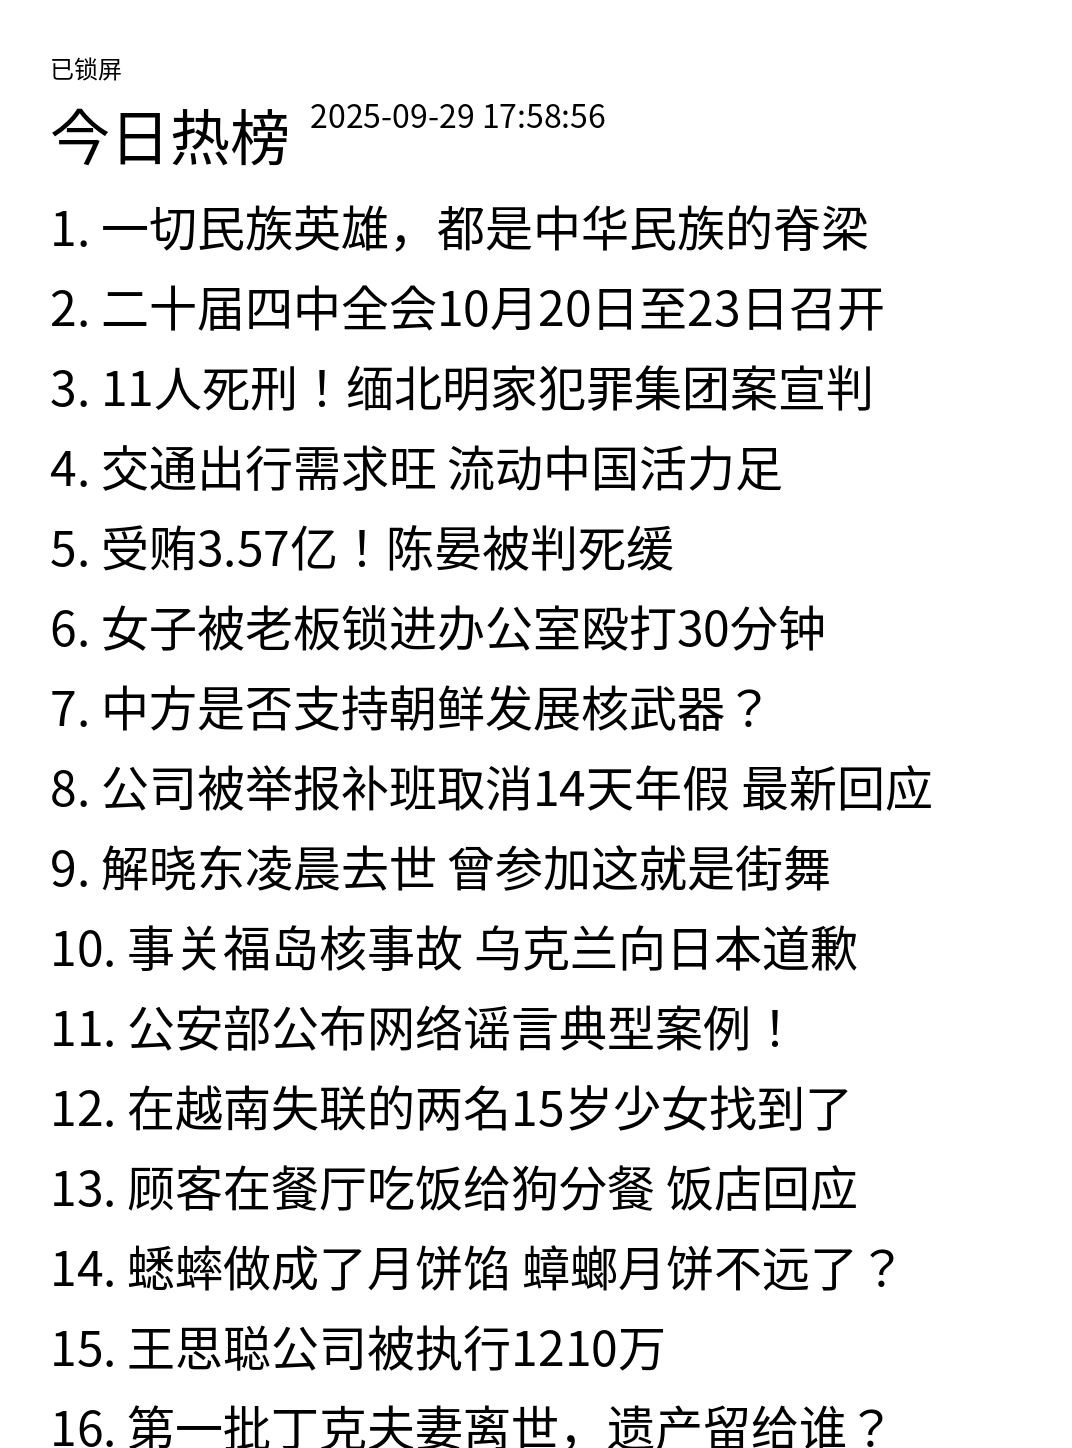 已锁屏
今日热榜 2025-09-29 17:58:56
1. 一切民族英雄，都是中华民族的脊梁
2. 二十届四中全会10月20日至23日召开
3. 11人死刑！缅北明家犯罪集团案宣判
4. 交通出行需求旺 流动中国活力足
5. 受贿3.57亿！陈晏被判死缓
6. 女子被老板锁进办公室殴打30分钟
7. 中方是否支持朝鲜发展核武器？
8. 公司被举报补班取消14天年假 最新回应
9. 解晓东凌晨去世 曾参加这就是街舞
10. 事关福岛核事故 乌克兰向日本道歉
11. 公安部公布网络谣言典型案例！
12. 在越南失联的两名15岁少女找到了
13. 顾客在餐厅吃饭给狗分餐 饭店回应
14. 蟋蟀做成了月饼馅 蟑螂月饼不远了？
15. 王思聪公司被执行1210万
16. 第一批丁克夫妻离世，遗产留给谁？